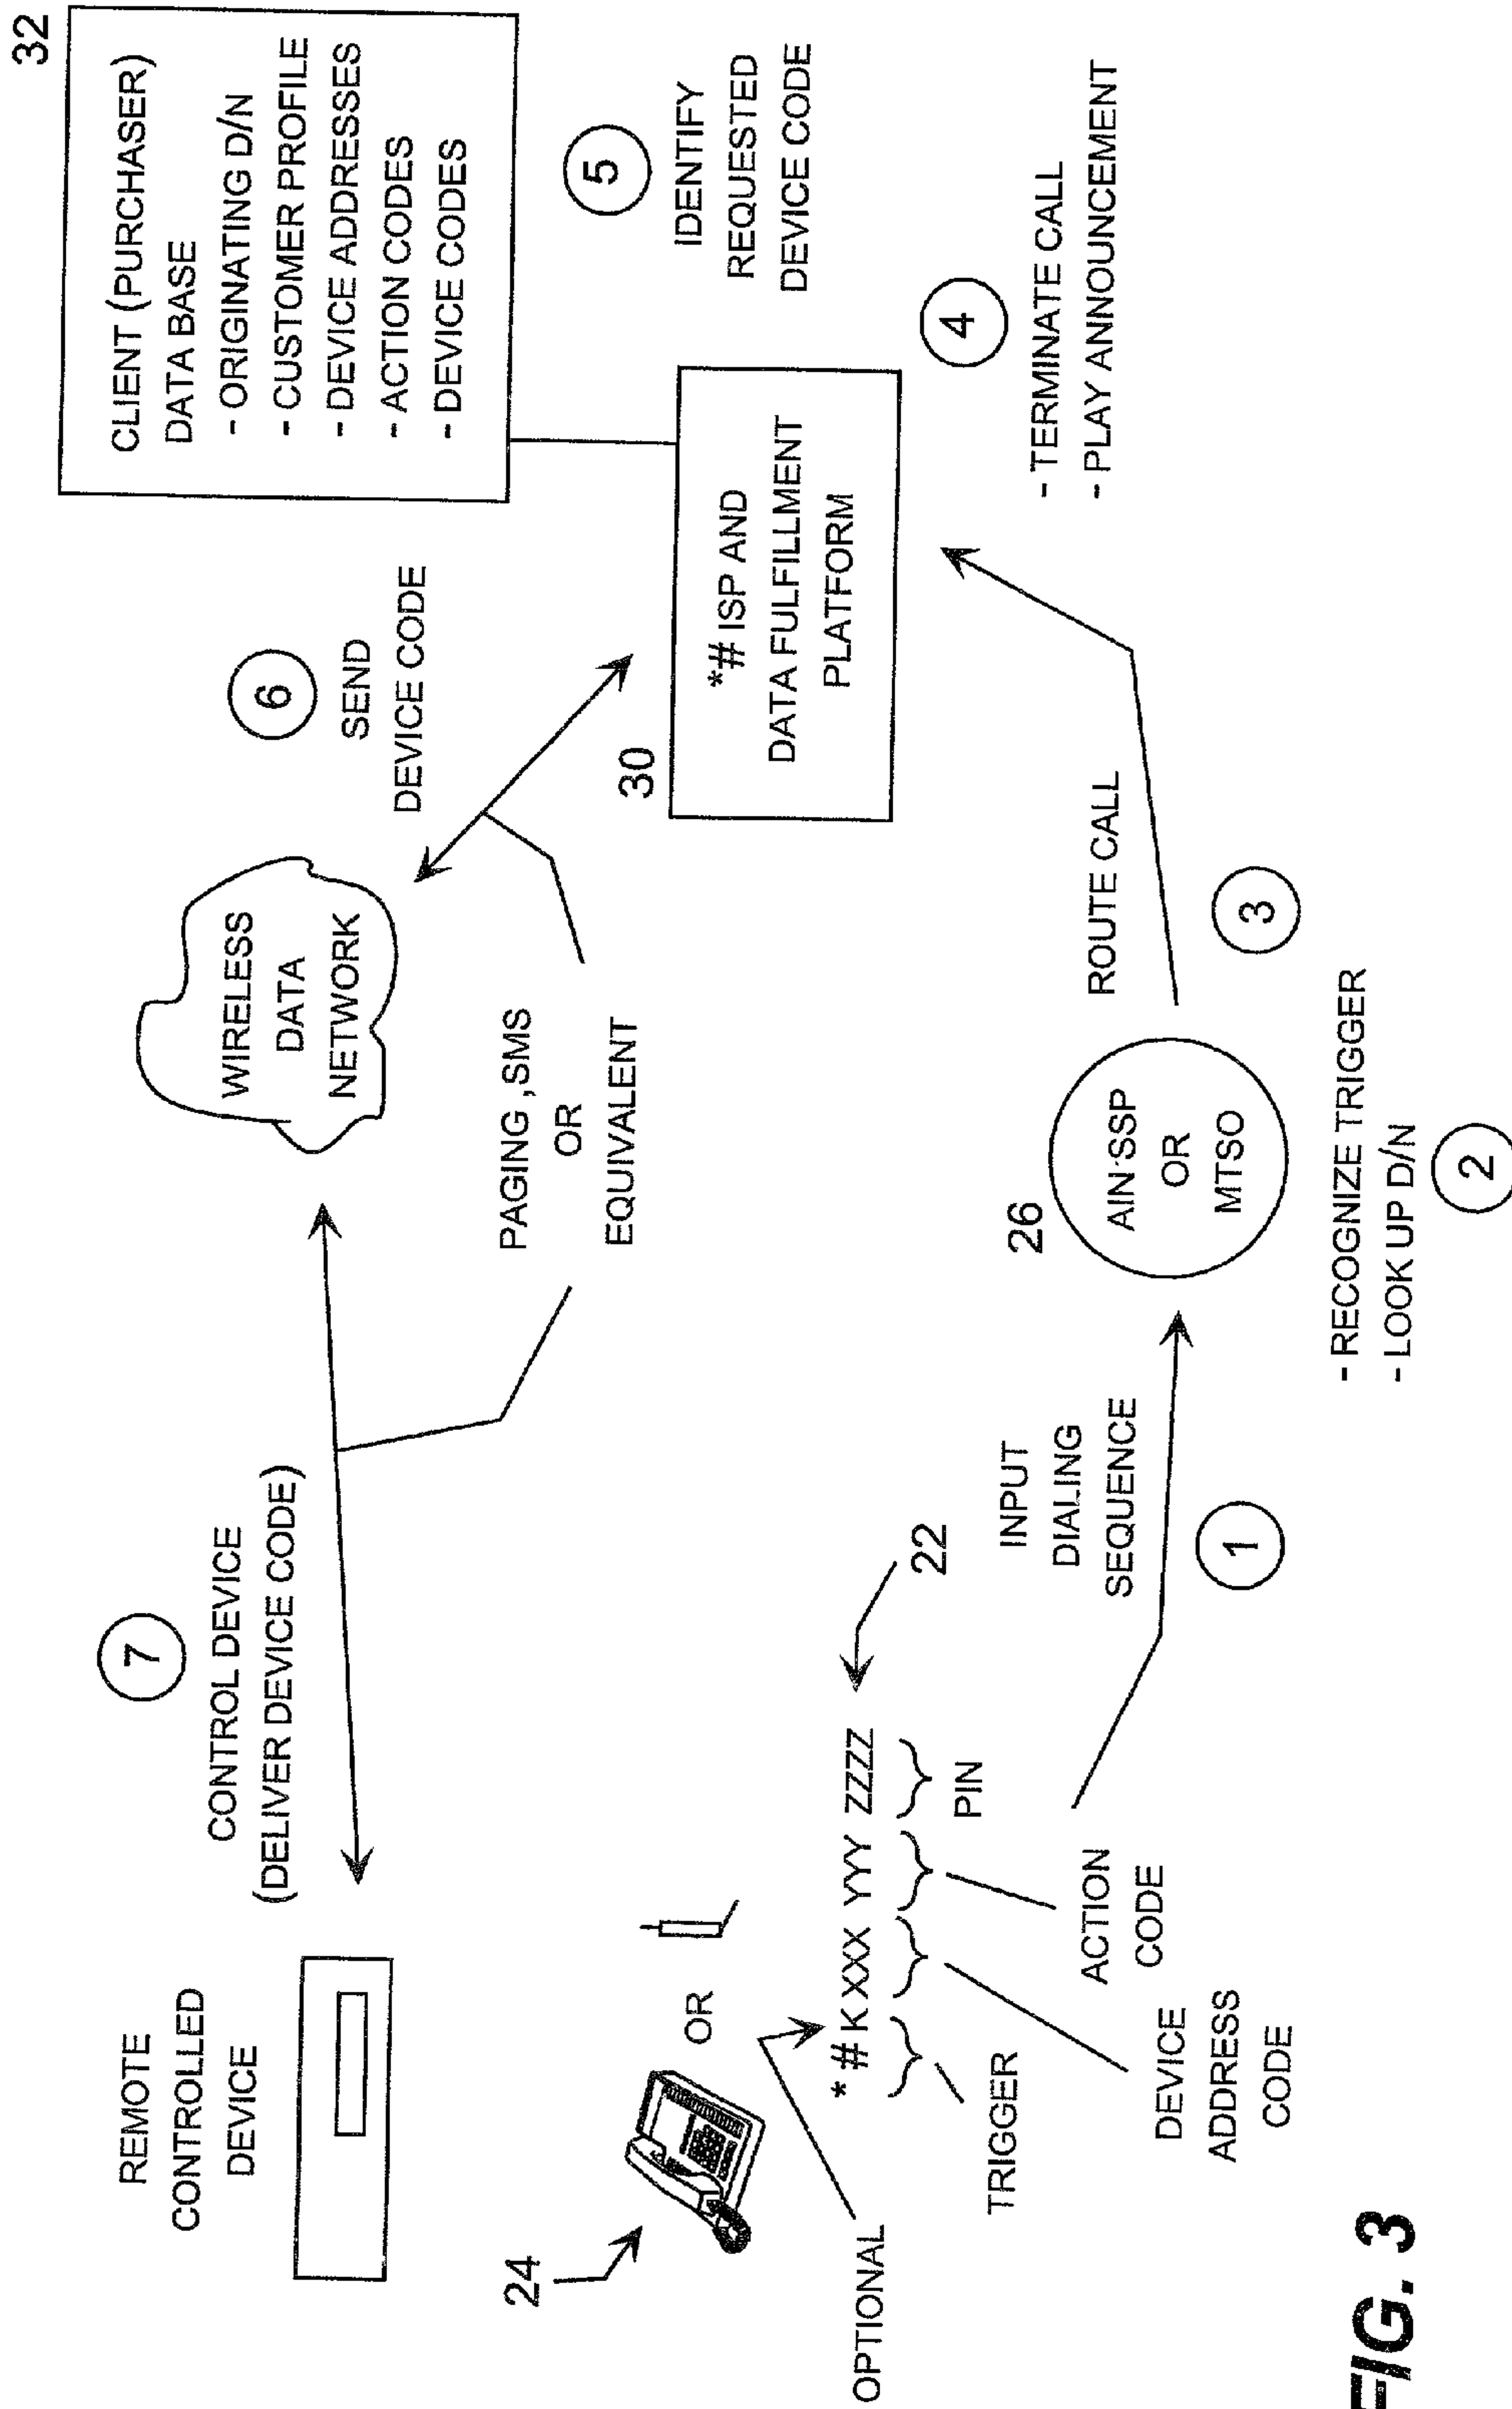 REMOTE
CONTROLLED
DEVICE
7
CONTROL DEVICE
(DELIVER DEVICE CODE)
WIRELESS
DATA
NETWORK
6
SEND
DEVICE CODE
32
CLIENT (PURCHASER)
DATA BASE
- ORIGINATING D/N
- CUSTOMER PROFILE
- DEVICE ADDRESSES
- ACTION CODES
- DEVICE CODES
5
IDENTIFY
REQUESTED
DEVICE CODE
PAGING ,SMS
OR
EQUIVALENT
30
*# ISP AND
DATA FULFILLMENT
PLATFORM
4
- TERMINATE CALL
- PLAY ANNOUNCEMENT
24
OR
OPTIONAL
* # K XXX YYY ZZZZ
22
TRIGGER
DEVICE
ADDRESS
CODE
ACTION
CODE
PIN
INPUT
DIALING
SEQUENCE
1
26
AIN-SSP
OR
MTSO
- RECOGNIZE TRIGGER
- LOOK UP D/N
2
ROUTE CALL
3
FIG. 3